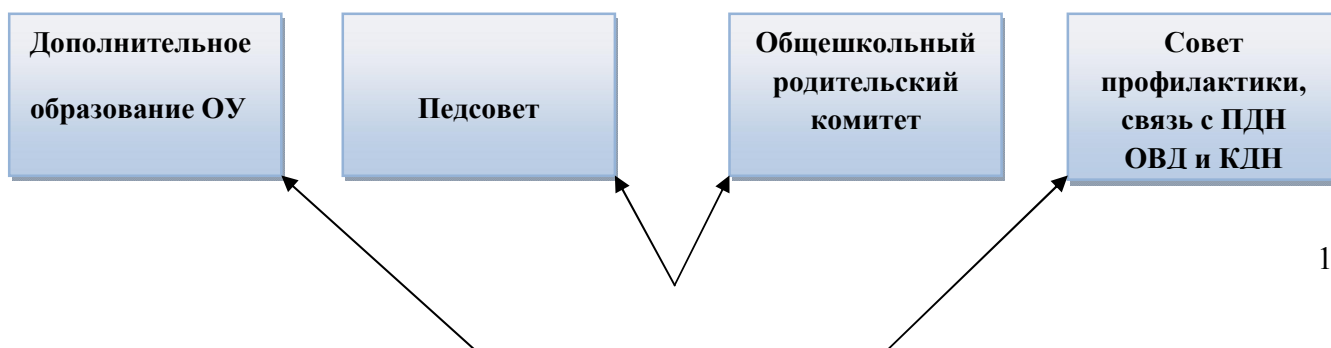 Дополнительное
образование ОУ
Педсовет
Общешкольный
родительский
комитет
Совет
профилактики,
связь с ПДН
ОВД и КДН
1